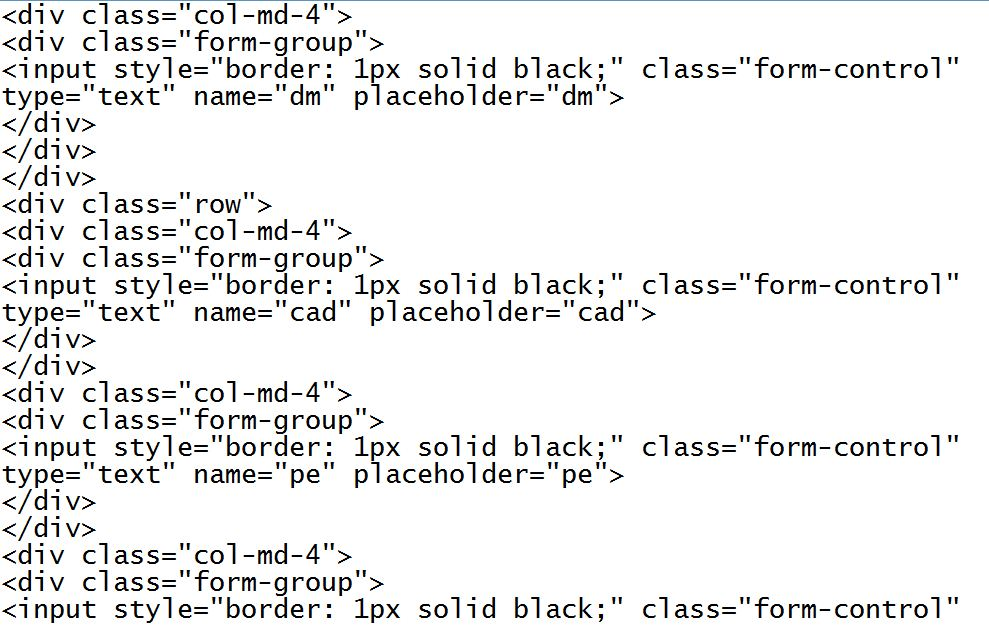 <div class="col-md-4">
<div class="form-group">
<input style="border: 1px solid black;" class="form-control"
type="text" name="dm" placeholder="dm">
</div>
</div>
</div>
<div class="row">
<div class="col-md-4">
<div class="form-group">
<input style="border: 1px solid black;" class="form-control"
type="text" name="cad" placeholder="cad">
</div>
</div>
<div class="col-md-4">
<div class="form-group">
<input style="border: 1px solid black;" class="form-control"
type="text" name="pe" placeholder="pe">
</div>
</div>
<div class="col-md-4">
<div class="form-group">
<input style="border: 1px solid black;" class="form-control"